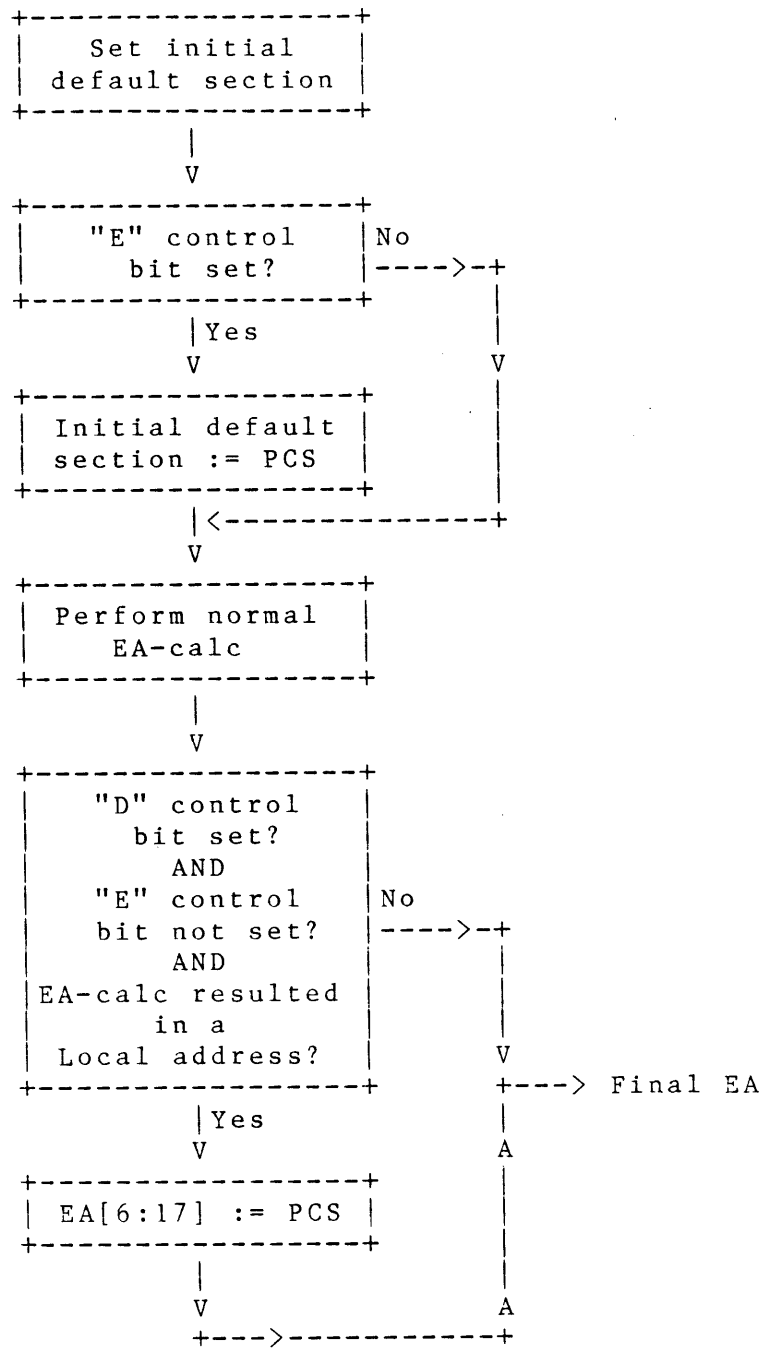 Set initial
default section
V
"E" control
bit set?
No
Yes
V
V
Initial default
section := PCS
V
Perform normal
EA-calc
V
"D" control
bit set?
AND
"E" control
bit not set?
AND
EA-calc resulted
in a
Local address?
No
V
Final EA
Yes
V
A
EA[6:17] := PCS
V
A